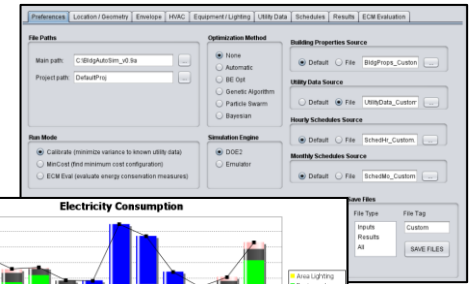 Preferences Location / Geometry Envelope HVAC Equipment / Lighting Utility Data Schedules Results ECM Evaluation
File Paths
Main path: C:\BldgAutoSim_v0.9a ...
Project path: DefaultProj ...
Optimization Method
None
Automatic
BE Opt
Genetic Algorithm
Particle Swarm
Bayesian
Building Properties Source
Default File BldgProps_Custon ...
Utility Data Source
Default File UtilityData_Custom ...
Hourly Schedules Source
Default File SchedHr_Custom. ...
Monthly Schedules Source
Default File SchedMo_Custom ...
Run Mode
Calibrate (minimize variance to known utility data)
MinCost (find minimum cost configuration)
ECM Eval (evaluate energy conservation measures)
Simulation Engine
DOE2
Emulator
Save Files
File Type File Tag
Inputs Custom
Results
All SAVE FILES
Electricity Consumption
Area Lighting